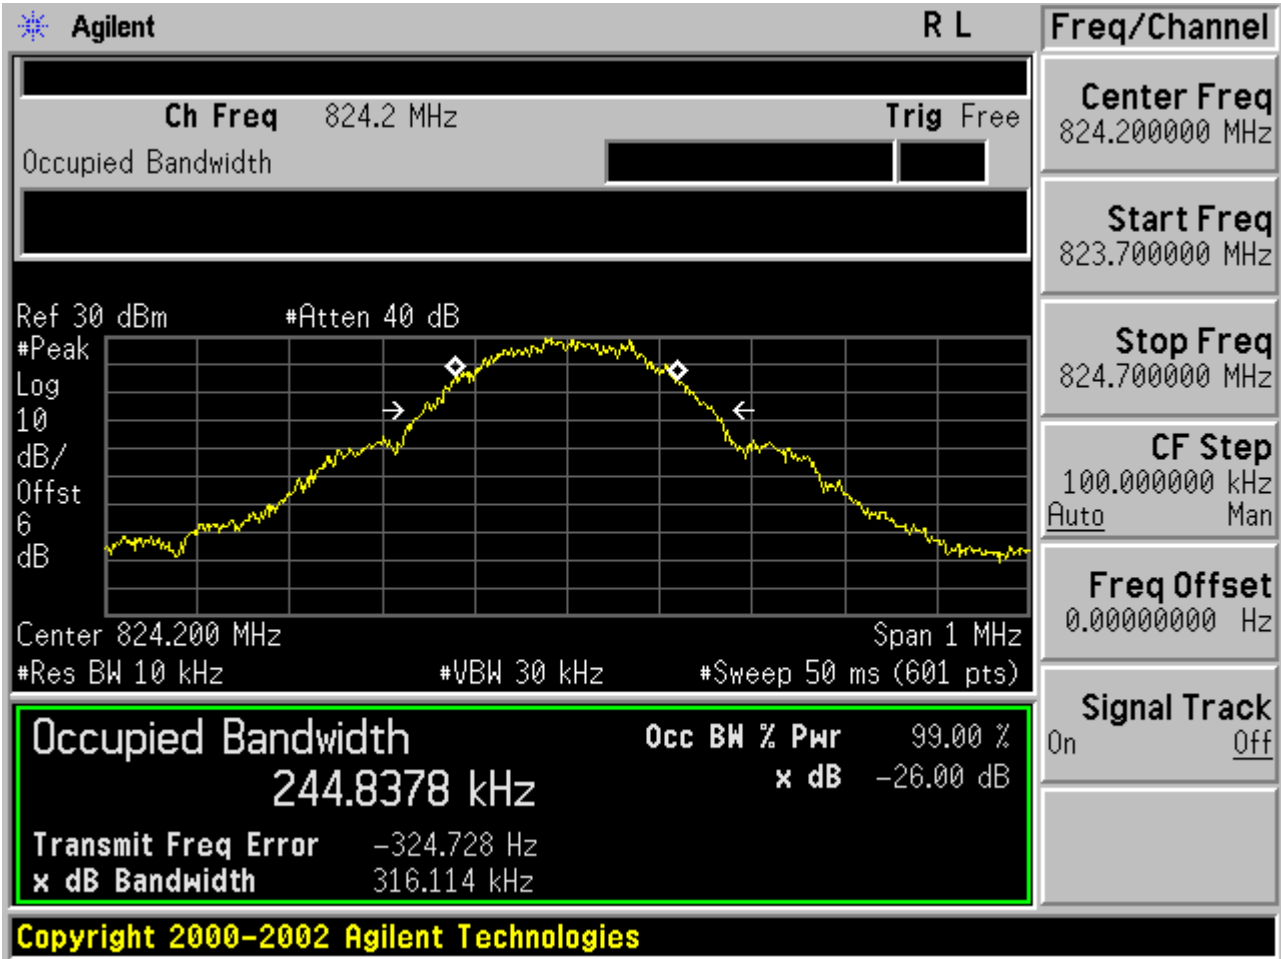 Agilent R L Freq/Channel
Ch Freq 824.2 MHz Trig Free
Occupied Bandwidth
Center Freq
824.200000 MHz
Start Freq
823.700000 MHz
Stop Freq
824.700000 MHz
CF Step
100.000000 kHz
Auto Man
Freq Offset
0.00000000 Hz
Signal Track
On Off
Ref 30 dBm #Atten 40 dB
#Peak
Log
10
dB/
Offst
6
dB
Center 824.200 MHz Span 1 MHz
#Res BW 10 kHz #VBW 30 kHz #Sweep 50 ms (601 pts)
Occupied Bandwidth Occ BW % Pwr 99.00 %
244.8378 kHz x dB -26.00 dB
Transmit Freq Error -324.728 Hz
x dB Bandwidth 316.114 kHz
Copyright 2000-2002 Agilent Technologies